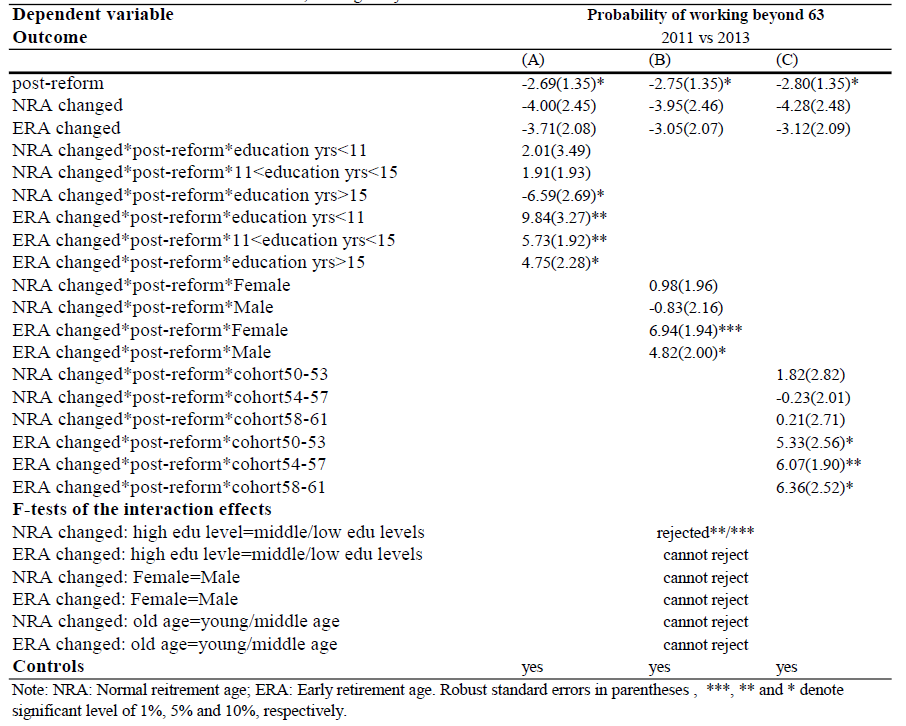 Dependent variable Probability of working beyond 63
Outcome 2011 vs 2013
(A) (B) (C)
post-reform -2.69(1.35)* -2.75(1.35)* -2.80(1.35)*
NRA changed -4.00(2.45) -3.95(2.46) -4.28(2.48)
ERA changed -3.71(2.08) -3.05(2.07) -3.12(2.09)
NRA changed*post-reform*education yrs<11 2.01(3.49)
NRA changed*post-reform*11<education yrs<15 1.91(1.93)
NRA changed*post-reform*education yrs>15 -6.59(2.69)*
ERA changed*post-reform*education yrs<11 9.84(3.27)**
ERA changed*post-reform*11<education yrs<15 5.73(1.92)**
ERA changed*post-reform*education yrs>15 4.75(2.28)*
NRA changed*post-reform*Female 0.98(1.96)
NRA changed*post-reform*Male -0.83(2.16)
ERA changed*post-reform*Female 6.94(1.94)***
ERA changed*post-reform*Male 4.82(2.00)*
NRA changed*post-reform*cohort50-53 1.82(2.82)
NRA changed*post-reform*cohort54-57 -0.23(2.01)
NRA changed*post-reform*cohort58-61 0.21(2.71)
ERA changed*post-reform*cohort50-53 5.33(2.56)*
ERA changed*post-reform*cohort54-57 6.07(1.90)**
ERA changed*post-reform*cohort58-61 6.36(2.52)*
F-tests of the interaction effects
NRA changed: high edu level=middle/low edu levels rejected**/***
ERA changed: high edu levle=middle/low edu levels cannot reject
NRA changed: Female=Male cannot reject
ERA changed: Female=Male cannot reject
NRA changed: old age=young/middle age cannot reject
ERA changed: old age=young/middle age cannot reject
Controls yes yes yes
Note: NRA: Normal reitrement age; ERA: Early retirement age. Robust standard errors in parentheses , ***, ** and * denote
significant level of 1%, 5% and 10%, respectively.